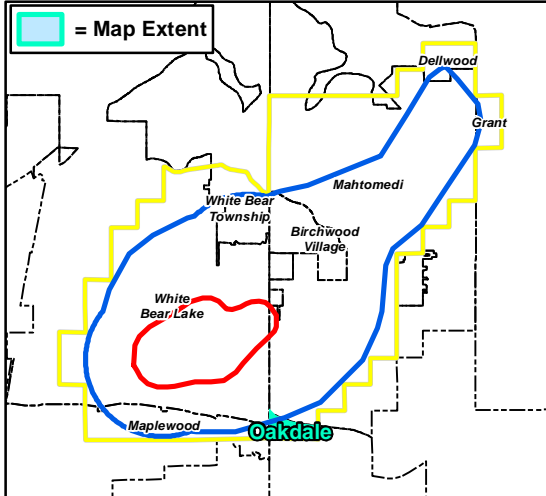 = Map Extent
Dellwood
Grant
Mahtomedi
White Bear
Township
Birchwood
Village
White
Bear Lake
Maplewood
Oakdale